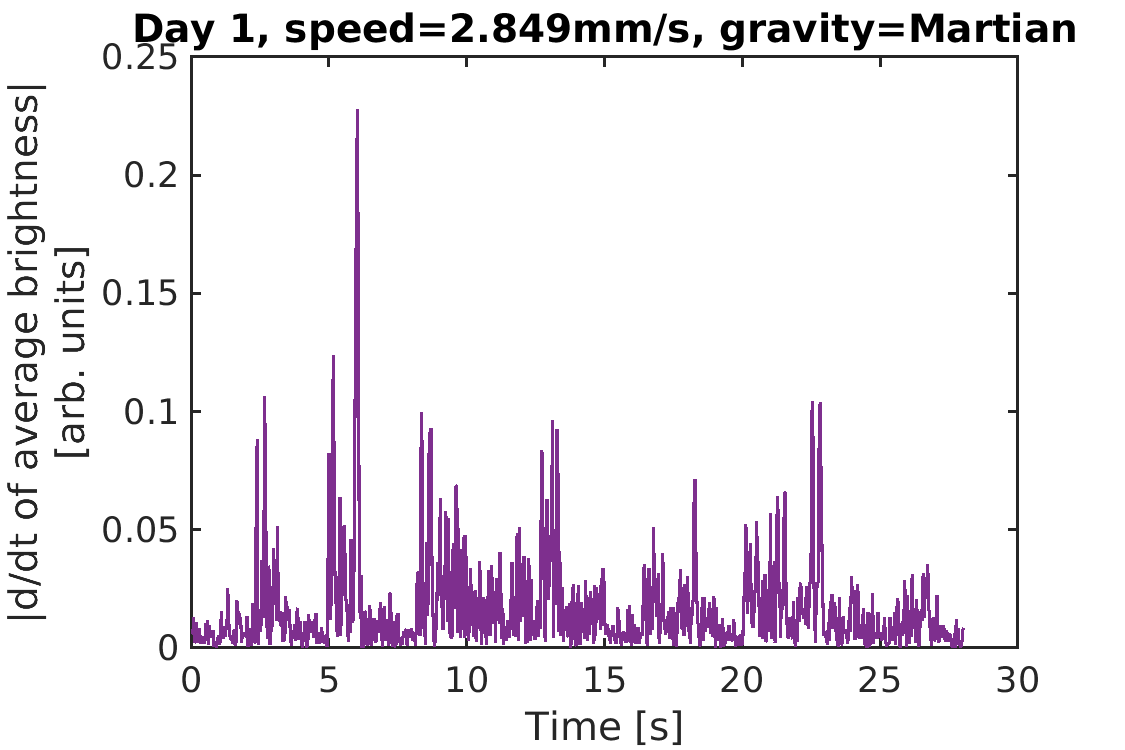 Day 1, speed=2.849mm/s, gravity=Martian
|d/dt of average brightness|
[arb. units]
0.25
0.2
0.15
0.1
0.05
0
0 5 10 15 20 25 30
Time [s]